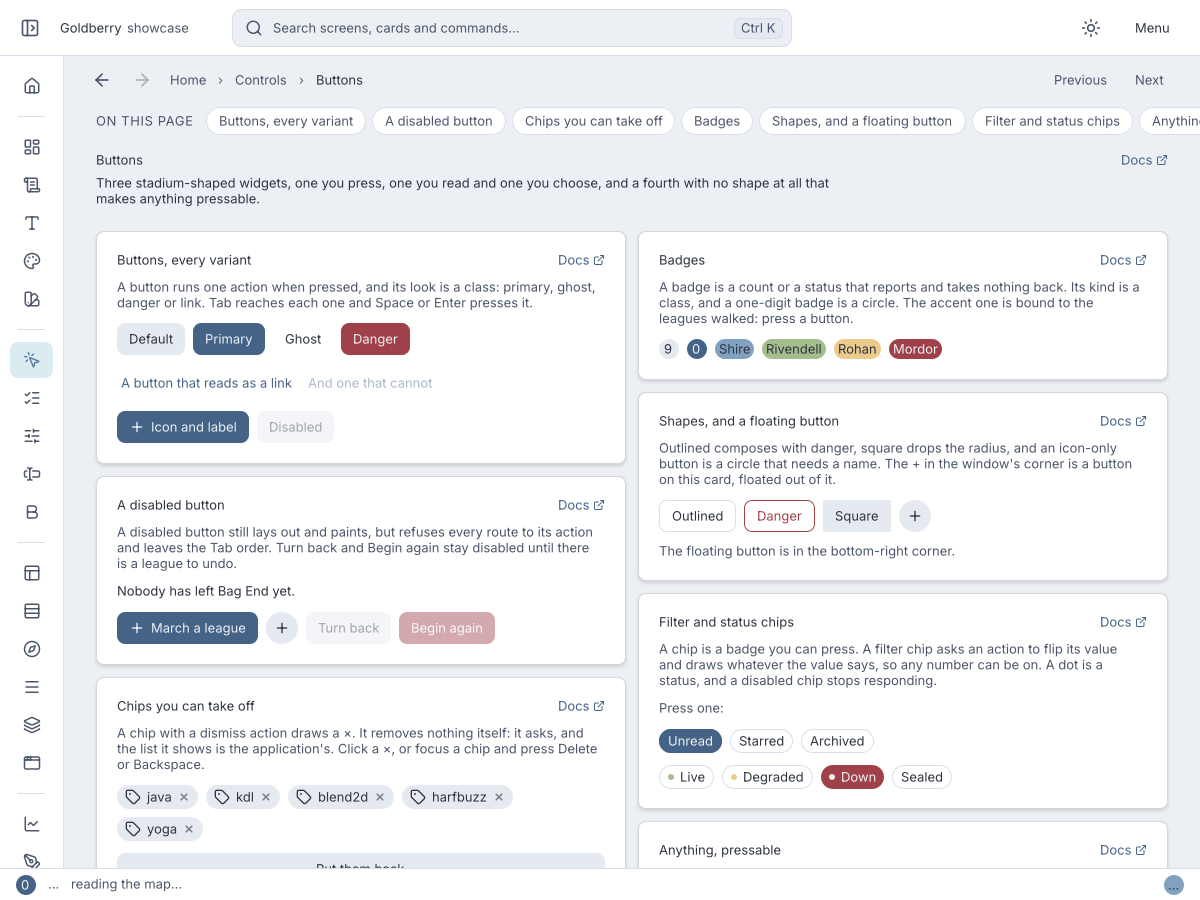 Goldberry showcase
Search screens, cards and commands...
Ctrl K
Menu
Home › Controls › Buttons
Previous
Next
ON THIS PAGE
Buttons, every variant
A disabled button
Chips you can take off
Badges
Shapes, and a floating button
Filter and status chips
Buttons
Docs
Three stadium-shaped widgets, one you press, one you read and one you choose, and a fourth with no shape at all that
makes anything pressable.
Buttons, every variant
Docs
A button runs one action when pressed, and its look is a class: primary, ghost,
danger or link. Tab reaches each one and Space or Enter presses it.
Default
Primary
Ghost
Danger
A button that reads as a link
And one that cannot
+ Icon and label
Disabled
A disabled button
Docs
A disabled button still lays out and paints, but refuses every route to its action
and leaves the Tab order. Turn back and Begin again stay disabled until there
is a league to undo.
Nobody has left Bag End yet.
+ March a league
+
Turn back
Begin again
Chips you can take off
Docs
A chip with a dismiss action draws a ×. It removes nothing itself: it asks, and
the list it shows is the application's. Click a ×, or focus a chip and press Delete
or Backspace.
java ×
kdl ×
blend2d ×
harfbuzz ×
yoga ×
Badges
Docs
A badge is a count or a status that reports and takes nothing back. Its kind is a
class, and a one-digit badge is a circle. The accent one is bound to the
leagues walked: press a button.
9
0
Shire
Rivendell
Rohan
Mordor
Shapes, and a floating button
Docs
Outlined composes with danger, square drops the radius, and an icon-only
button is a circle that needs a name. The + in the window's corner is a button
on this card, floated out of it.
Outlined
Danger
Square
+
The floating button is in the bottom-right corner.
Filter and status chips
Docs
A chip is a badge you can press. A filter chip asks an action to flip its value
and draws whatever the value says, so any number can be on. A dot is a
status, and a disabled chip stops responding.
Press one:
Unread
Starred
Archived
Live
Degraded
Down
Sealed
Anything, pressable
Docs
0
... reading the map...
...